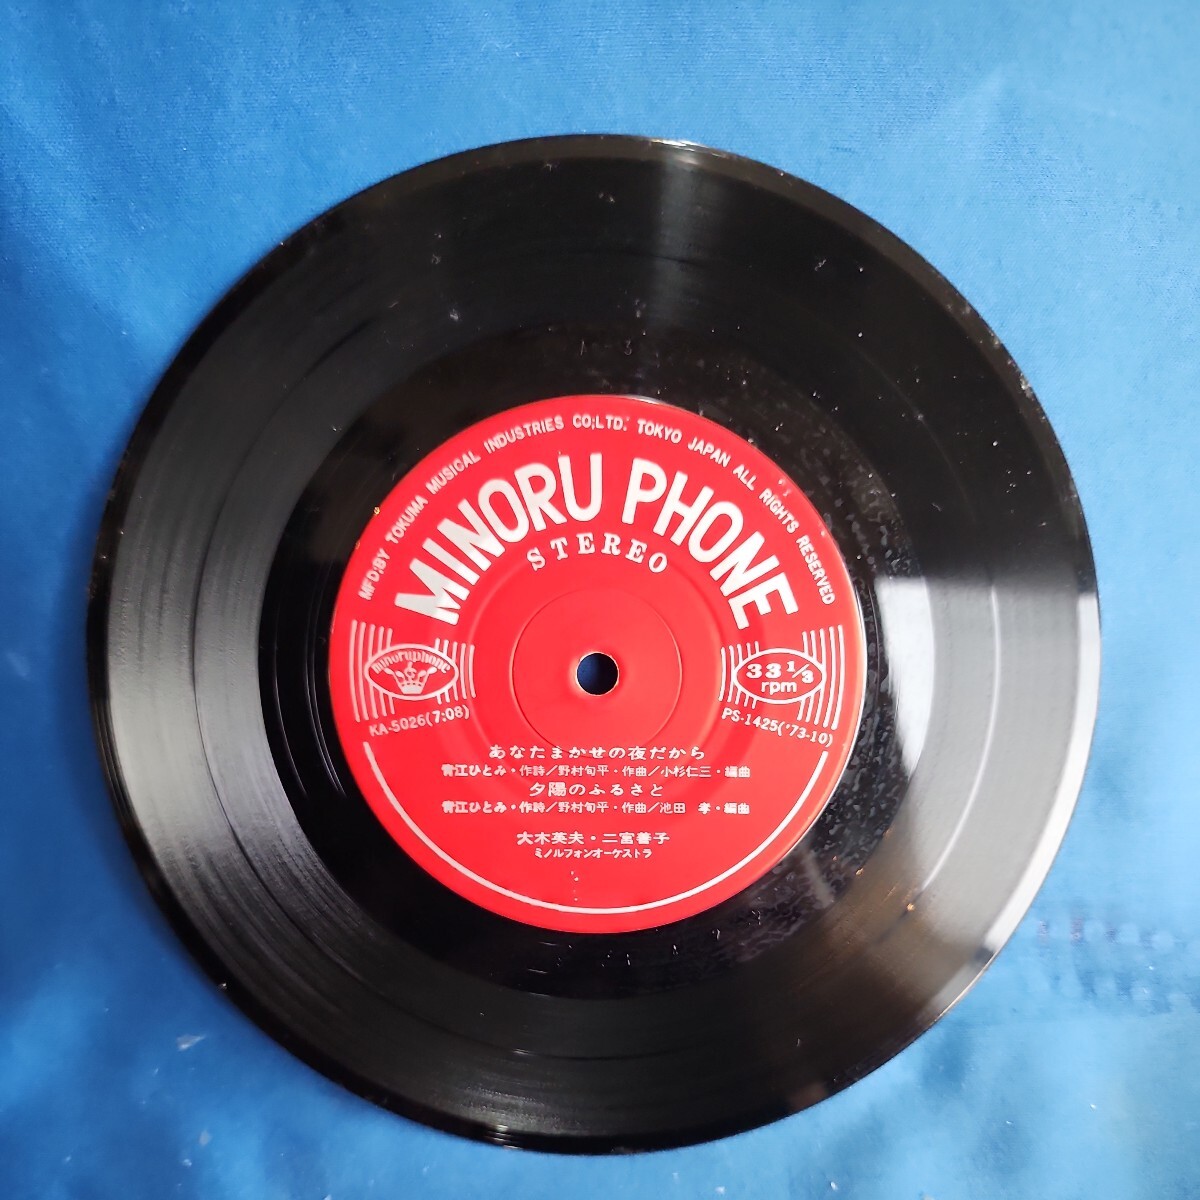 MFD;BY TOKUMA MUSICAL INDUSTRIES CO;LTD. TOKYO JAPAN ALL RIGHTS RESERVED
MINORU PHONE
STEREO
minoruphone
33 1/3
rpm
KA-5026(7:08)
PS-1425('73-10)
あなたまかせの夜だから
青江ひとみ・作詩/野村旬平・作曲/小杉仁三・編曲
夕陽のふるさと
青江ひとみ・作詩/野村旬平・作曲/池田 孝・編曲
大木英夫・二宮善子
ミノルフォンオーケストラ